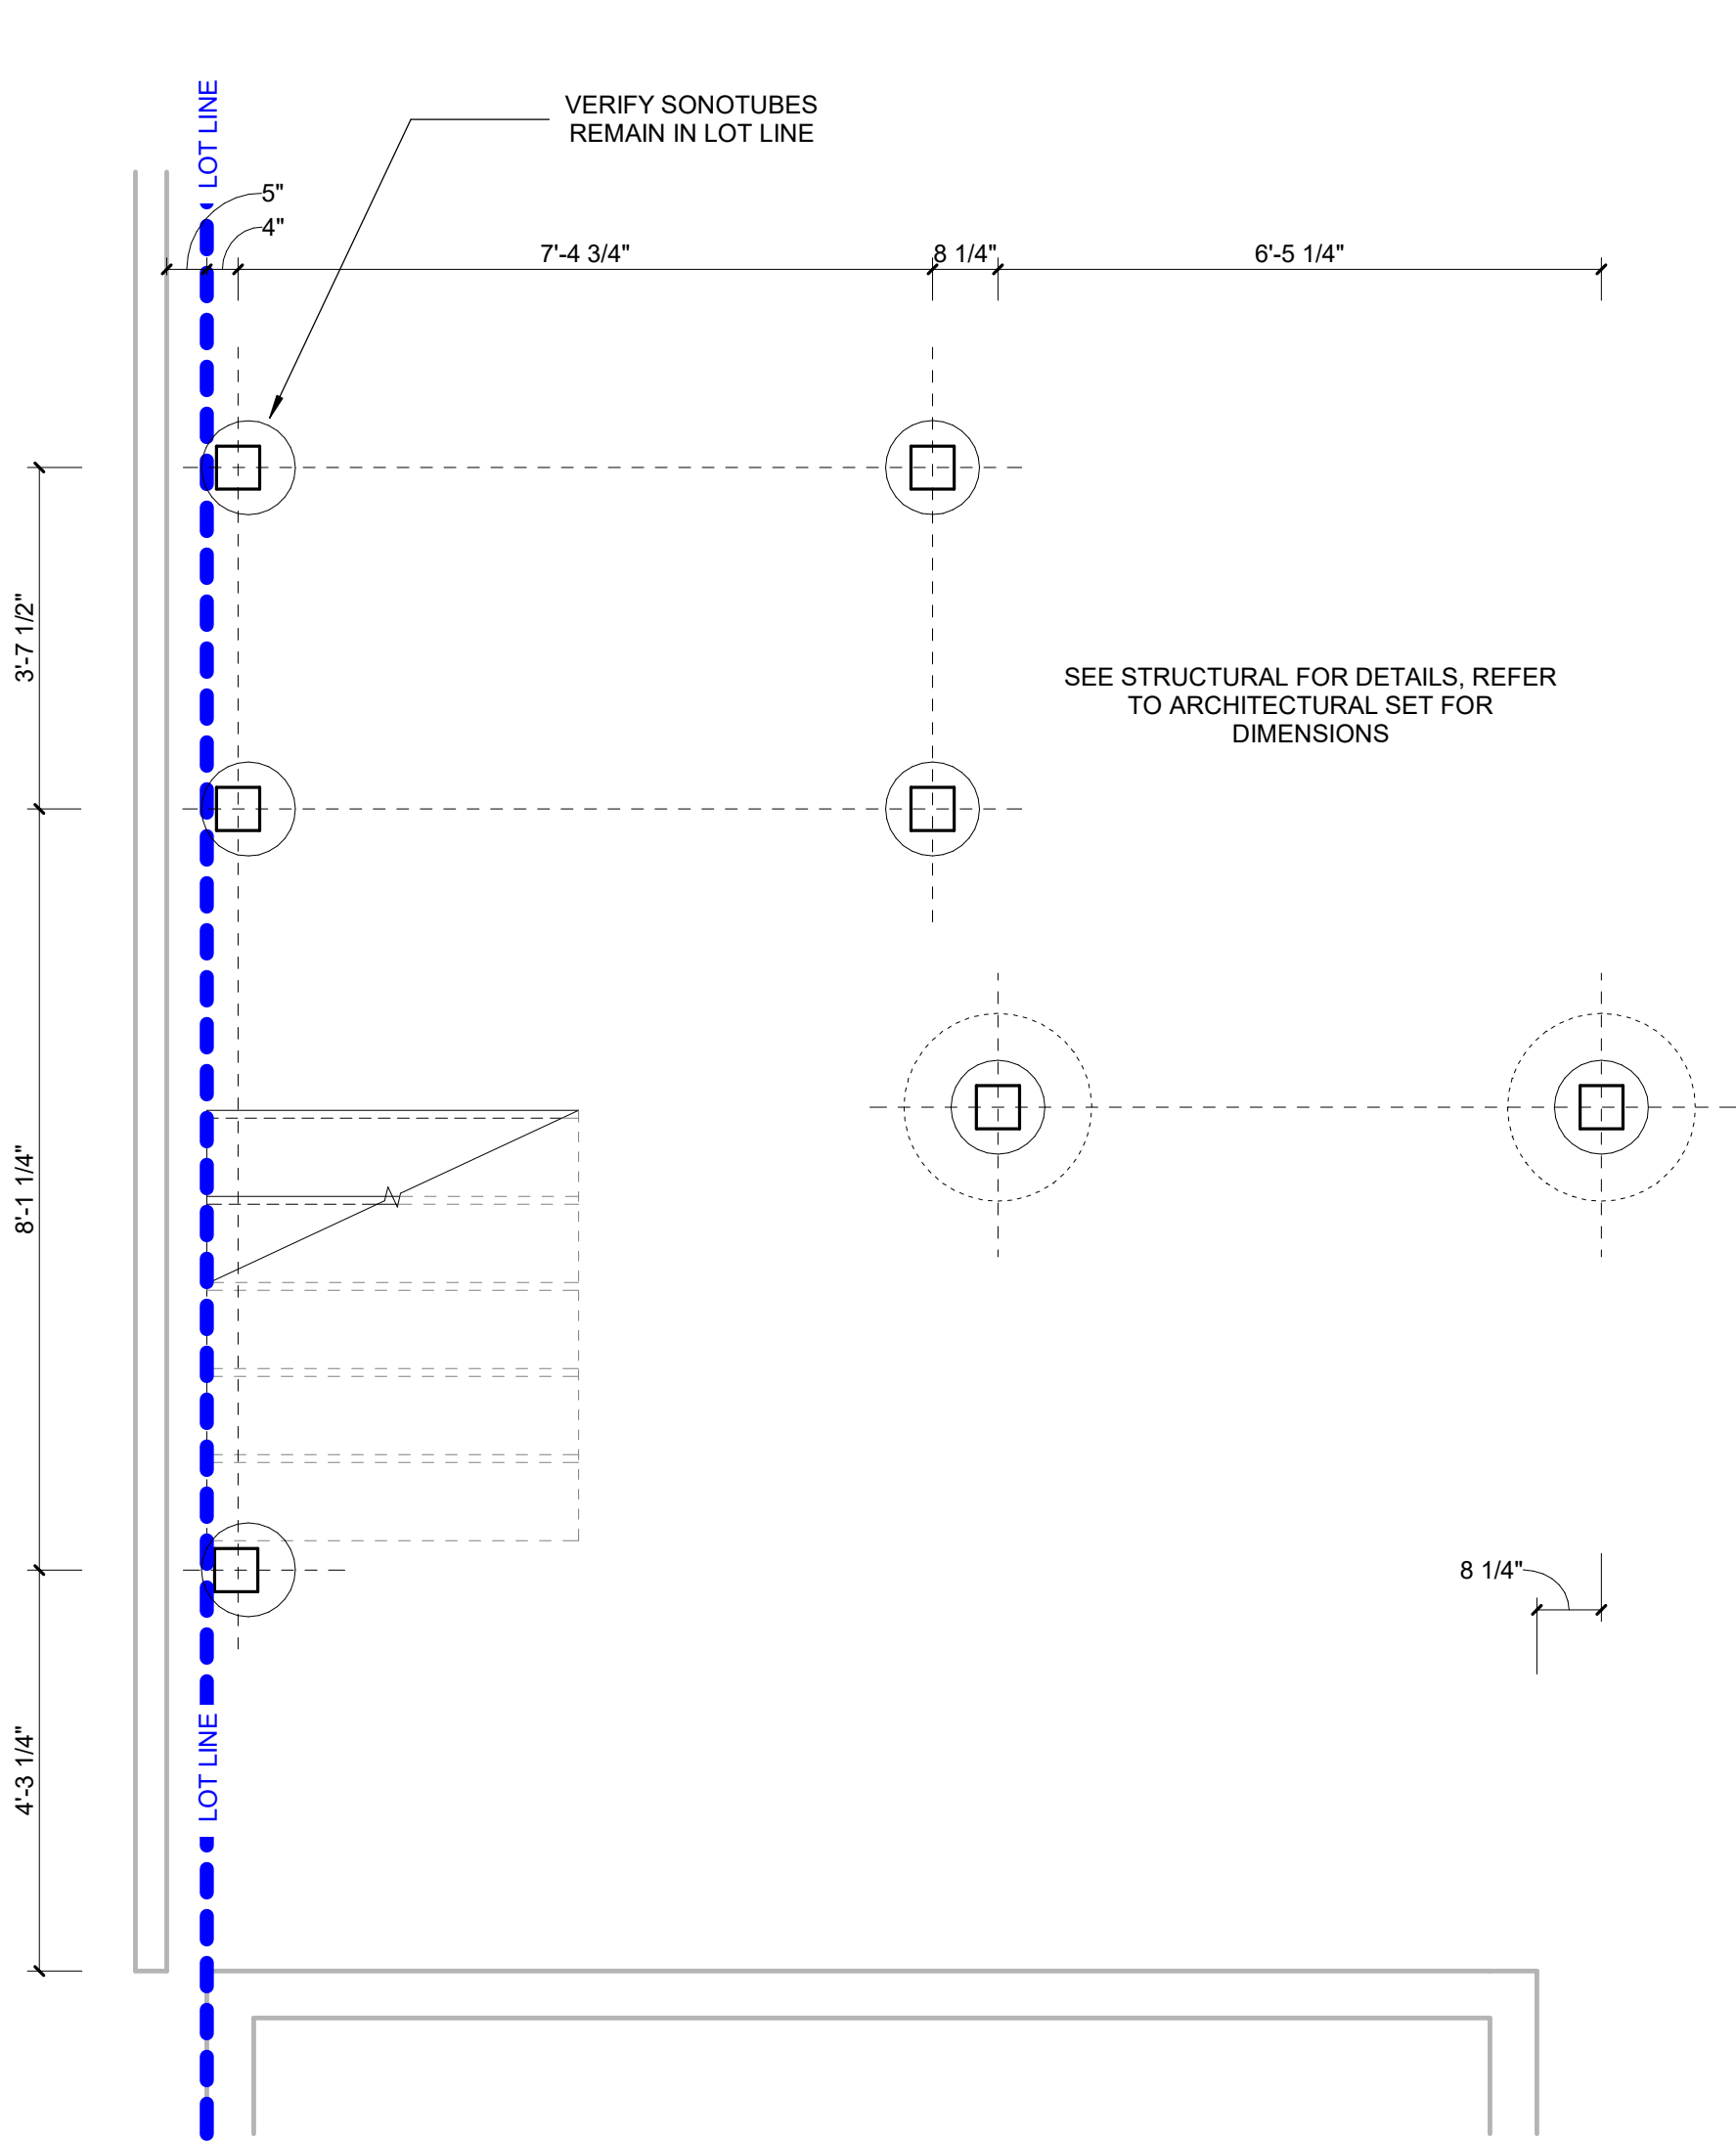 LOT LINE
VERIFY SONOTUBES
REMAIN IN LOT LINE
5"
4"
7'-4 3/4"
8 1/4"
6'-5 1/4"
3'-7 1/2"
SEE STRUCTURAL FOR DETAILS, REFER
TO ARCHITECTURAL SET FOR
DIMENSIONS
8'-1 1/4"
8 1/4"
4'-3 1/4"
LOT LINE